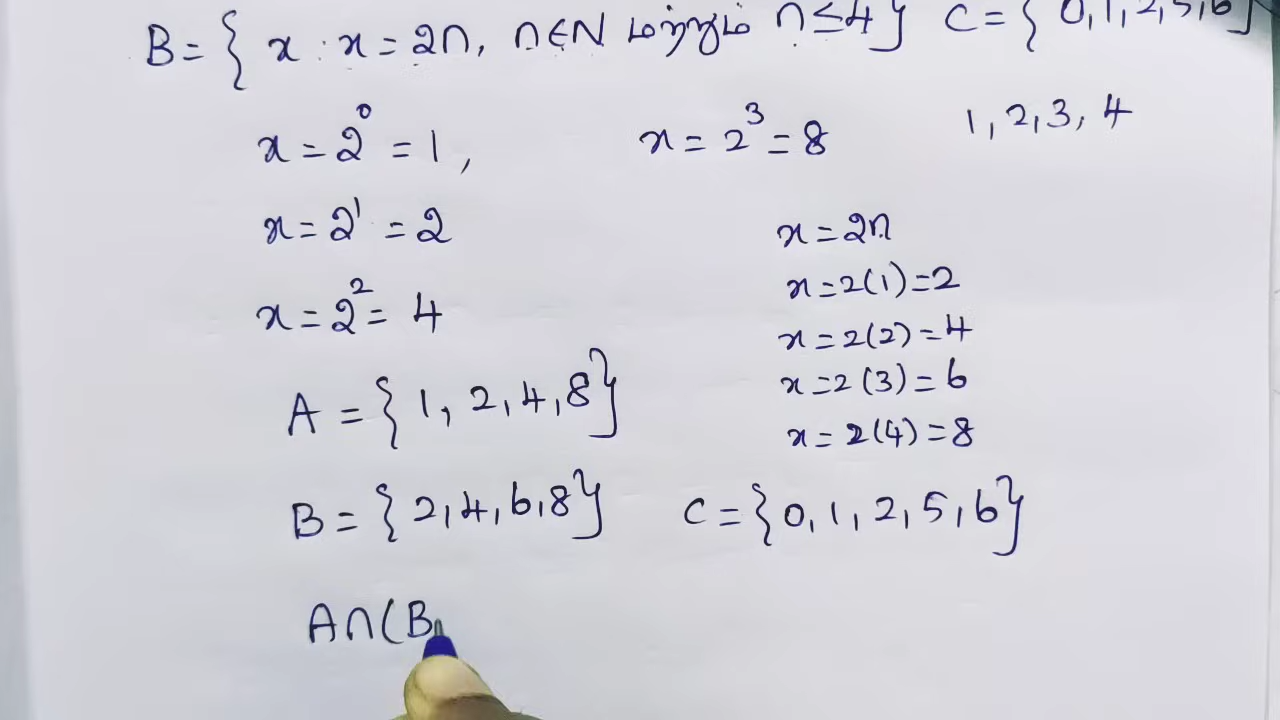 B = { x : x = 2n, n∈N மற்றும் n ≤ 4 } C = { 0, 1, 2, 5, 6 }
x = 2⁰ = 1, x = 2³ = 8 1, 2, 3, 4
x = 2¹ = 2 x = 2n
x = 2(1) = 2
x = 2² = 4 x = 2(2) = 4
x = 2(3) = 6
A = { 1, 2, 4, 8 } x = 2(4) = 8
B = { 2, 4, 6, 8 } C = { 0, 1, 2, 5, 6 }
A∩(B